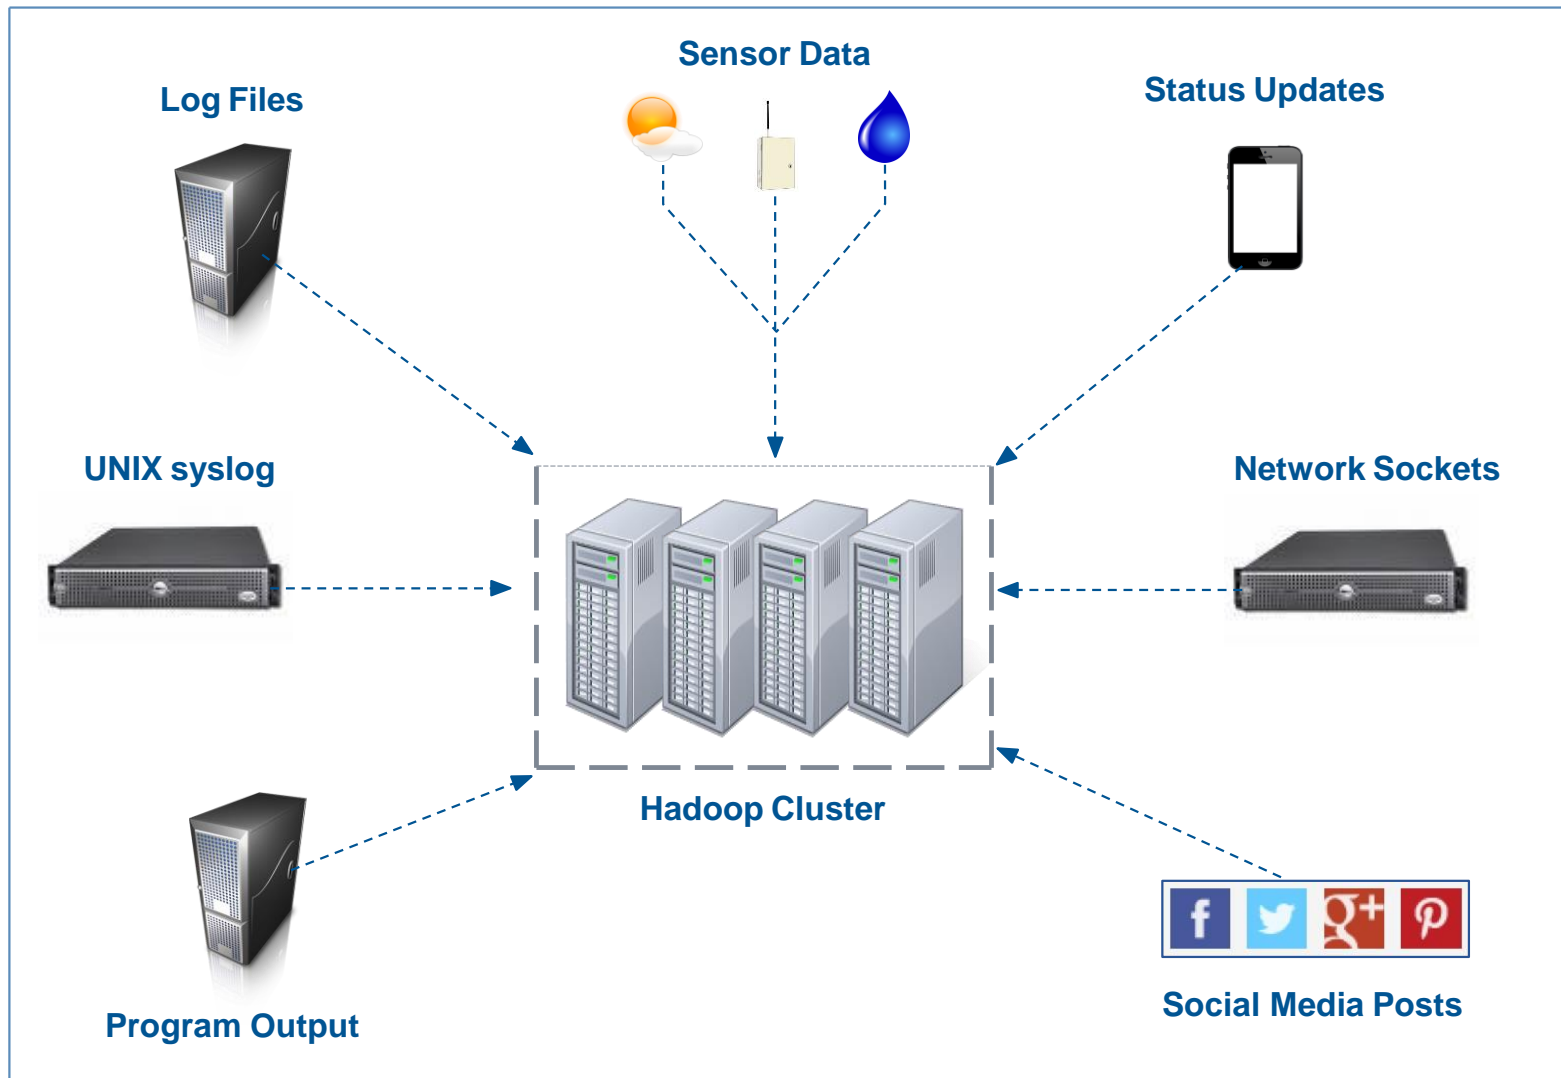 Sensor Data
Log Files
Status Updates
UNIX syslog
Network Sockets
Hadoop Cluster
f
g+
Social Media Posts
Program Output